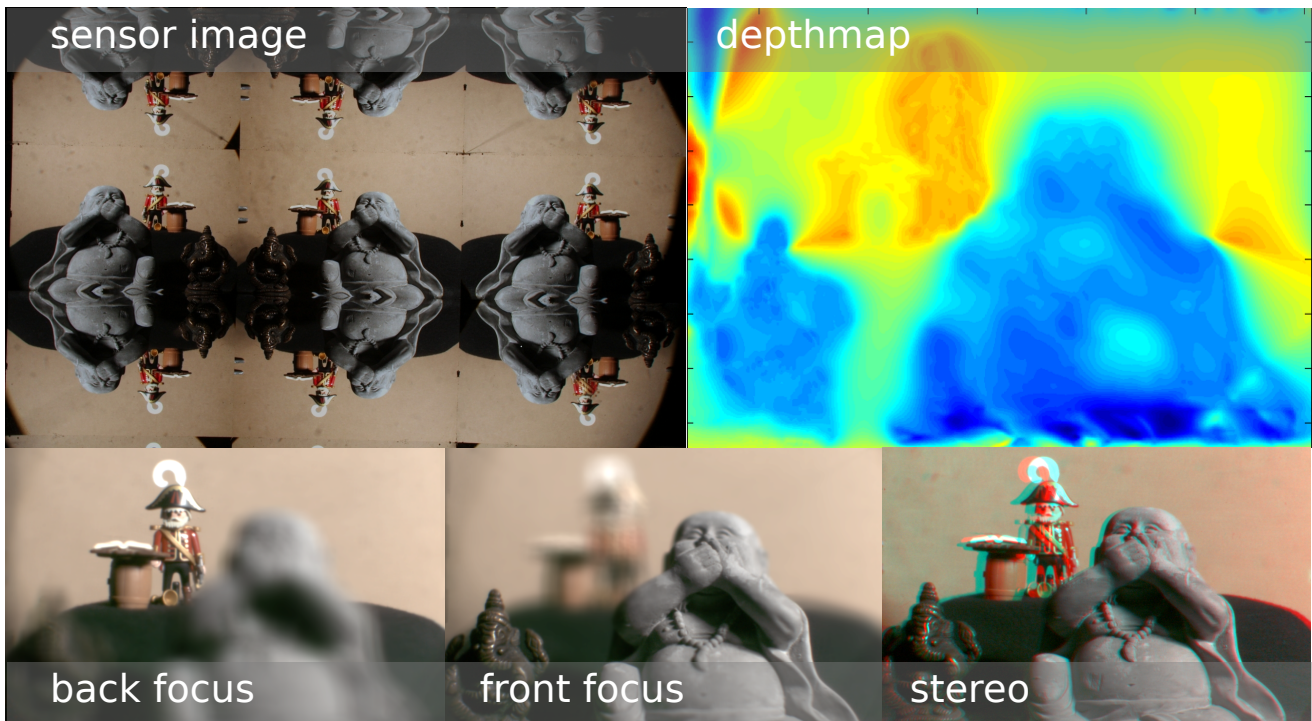 sensor image
depthmap
back focus
front focus
stereo